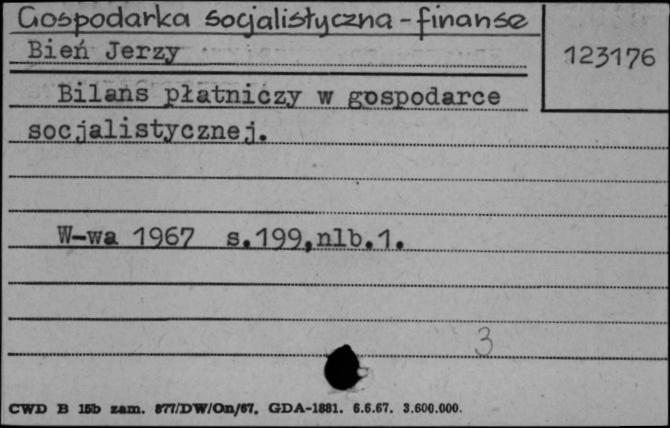 Gospodarka socjalistyczna - finanse
Bień Jerzy
123176
Bilans płatniczy w gospodarce
socjalistycznej.
W-wa 1967 s.199,nlb.1.
3
CWD B 15b zam. 877/DW/On/67. GDA-1881. 6.6.67. 3.600.000.